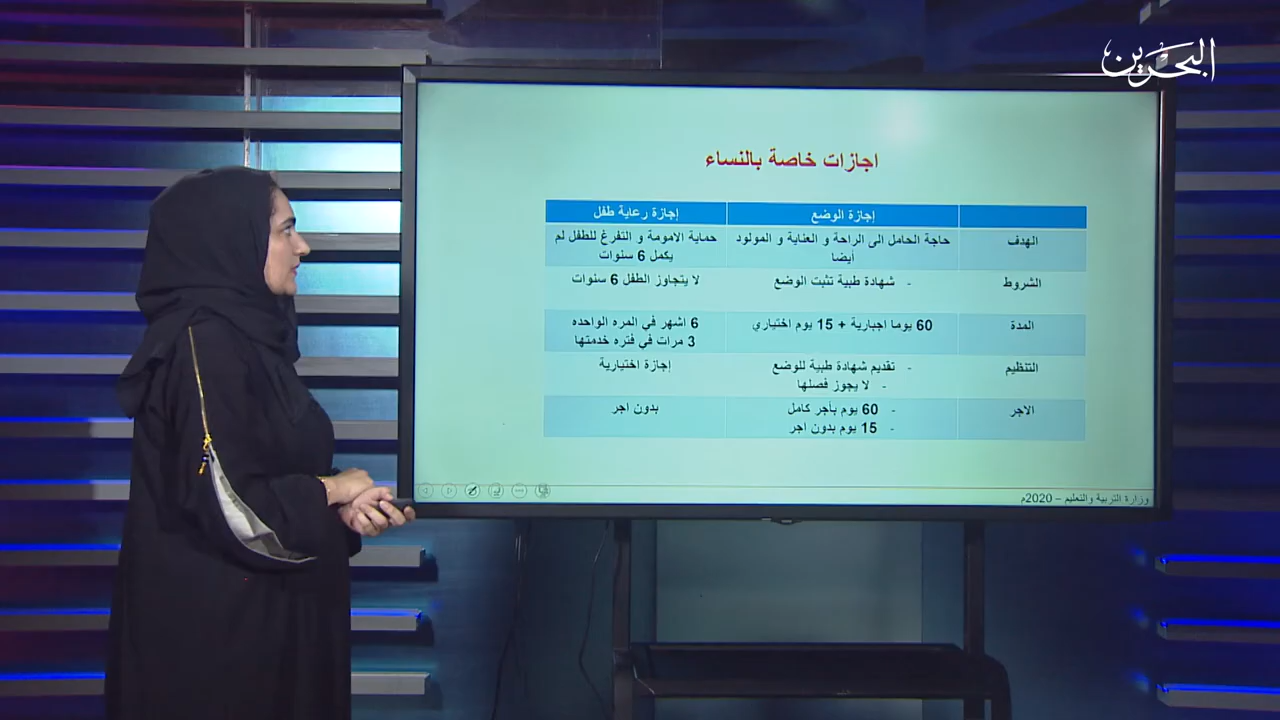 البحرين
اجازات خاصة بالنساء
إجازة الوضع
إجازة رعاية طفل
الهدف
حاجة الحامل الى الراحة و العناية و المولود
أيضا
حماية الامومة و التفرغ للطفل لم
يكمل 6 سنوات
الشروط
- شهادة طبية تثبت الوضع
لا يتجاوز الطفل 6 سنوات
المدة
60 يوما اجبارية + 15 يوم اختياري
6 اشهر في المره الواحده
3 مرات في فتره خدمتها
التنظيم
- تقديم شهادة طبية للوضع
- لا يجوز فصلها
إجازة اختيارية
الاجر
- 60 يوم بأجر كامل
- 15 يوم بدون اجر
بدون اجر
وزارة التربية والتعليم – 2020م